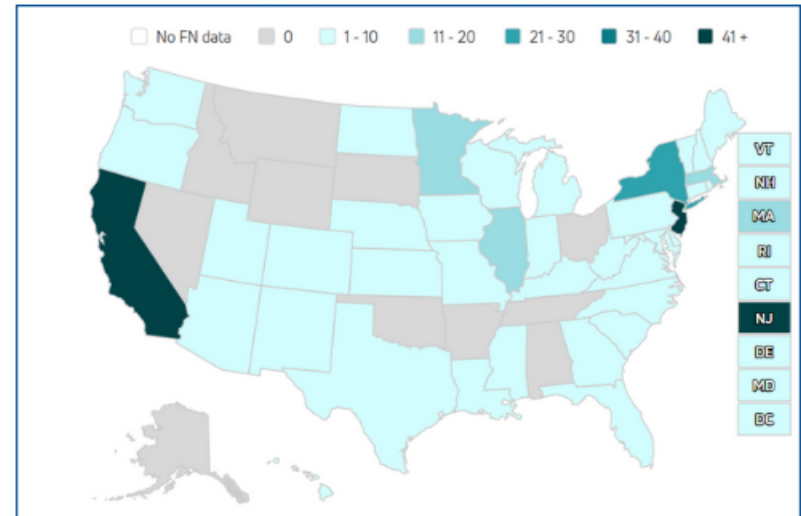 No FN data 0 1 - 10 11 - 20 21 - 30 31 - 40 41 +
VT
NH
MA
RI
CT
NJ
DE
MD
DC